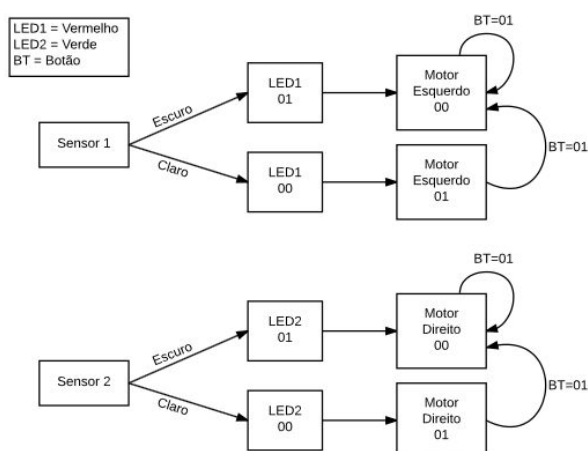 LED1 = Vermelho
LED2 = Verde
BT = Botão
BT=01
LED1
01
Motor
Esquerdo
00
Escuro
Sensor 1
Claro
BT=01
LED1
00
Motor
Esquerdo
01
BT=01
LED2
01
Motor
Direito
00
Escuro
Sensor 2
Claro
BT=01
LED2
00
Motor
Direito
01